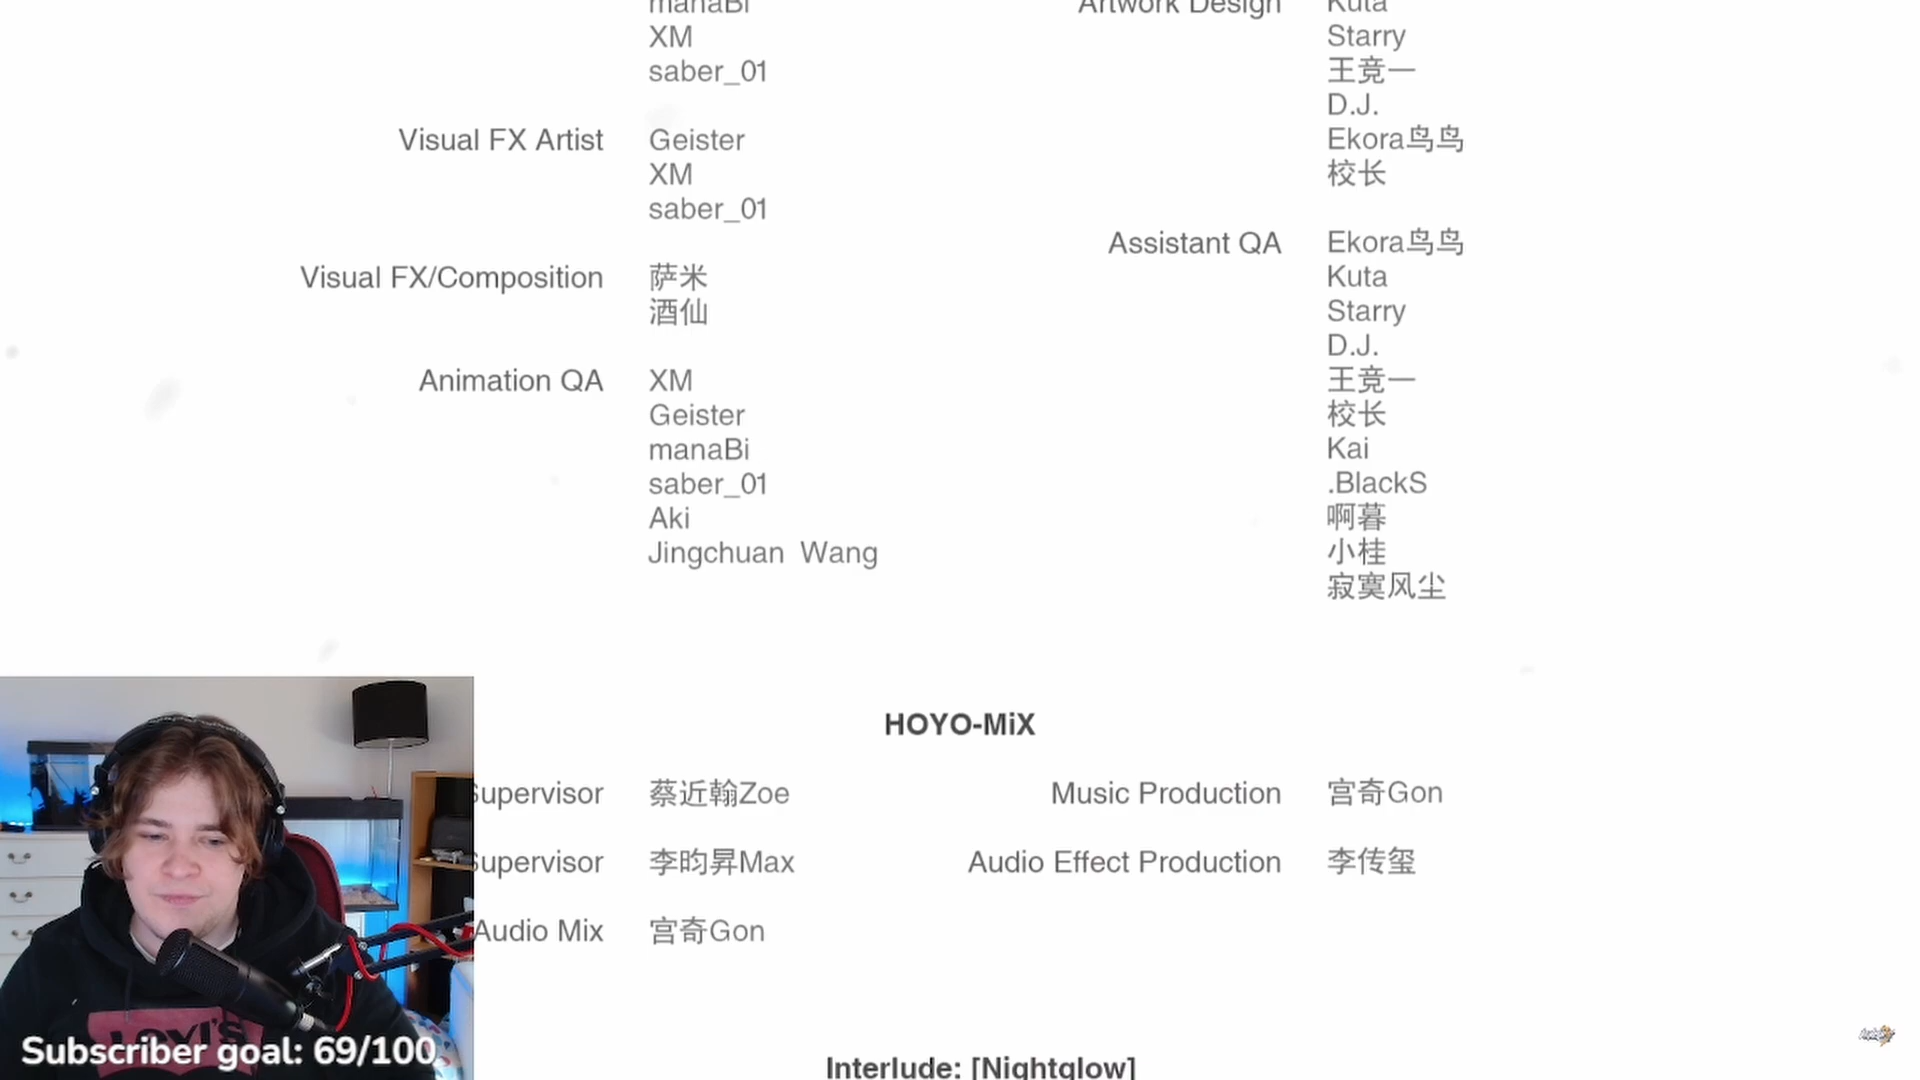 manaBi
XM
saber_01
Visual FX Artist
Geister
XM
saber_01
Visual FX/Composition
萨米
酒仙
Animation QA
XM
Geister
manaBi
saber_01
Aki
Jingchuan Wang
Artwork Design
Kuta
Starry
王竞一
D.J.
Ekora鸟鸟
校长
Assistant QA
Ekora鸟鸟
Kuta
Starry
D.J.
王竞一
校长
Kai
.BlackS
啊暮
小桂
寂寞风尘
HOYO-MiX
Supervisor
蔡近翰Zoe
Music Production
宫奇Gon
Supervisor
李昀昇Max
Audio Effect Production
李传玺
Audio Mix
宫奇Gon
Interlude: [Nightglow]
LEVI'S
Subscriber goal: 69/100